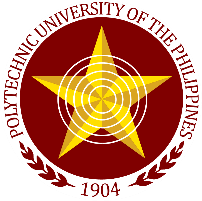 POLYTECHNIC UNIVERSITY OF THE PHILIPPINES
1904